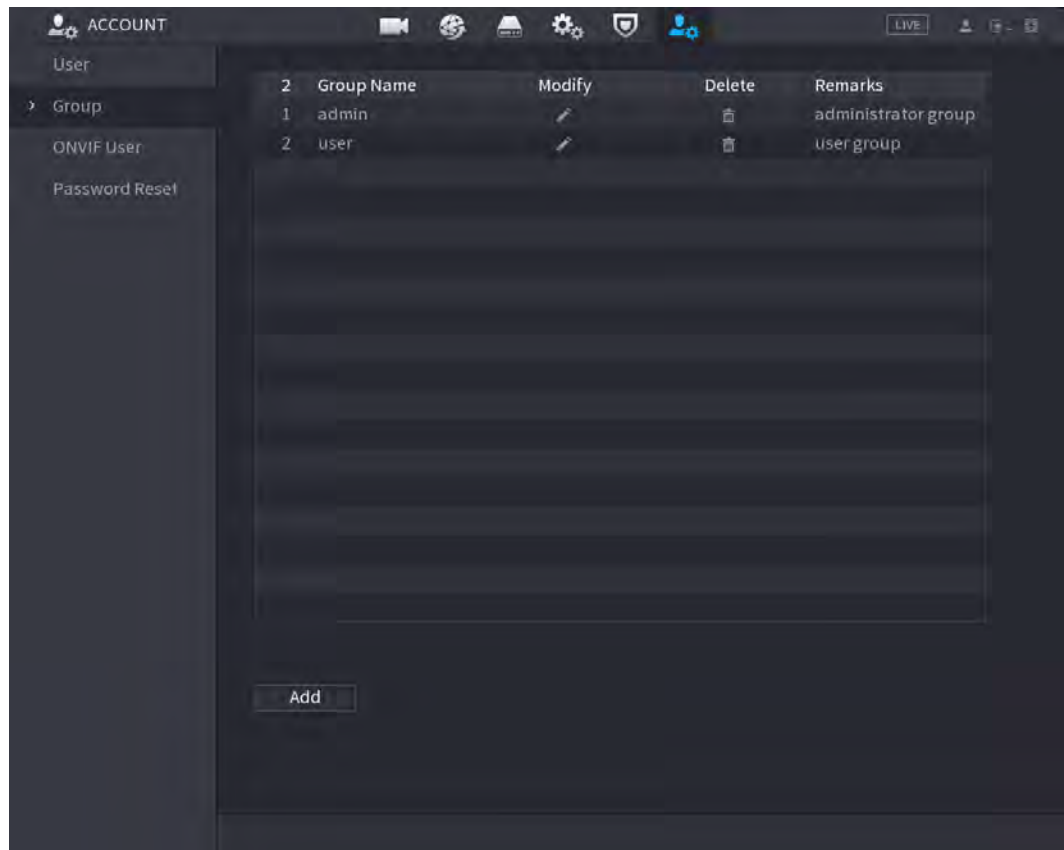 ACCOUNT
LIVE
User
Group
ONVIF User
Password Reset
2 Group Name Modify Delete Remarks
1 admin administrator group
2 user user group
Add